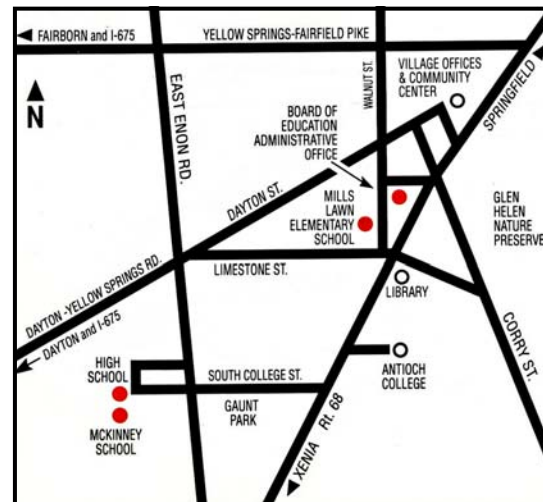 FAIRBORN and I-675
YELLOW SPRINGS-FAIRFIELD PIKE
N
EAST ENON RD.
WALNUT ST.
VILLAGE OFFICES
& COMMUNITY
CENTER
SPRINGFIELD
BOARD OF
EDUCATION
ADMINISTRATIVE
OFFICE
DAYTON ST.
MILLS
LAWN
ELEMENTARY
SCHOOL
GLEN
HELEN
NATURE
PRESERVE
DAYTON -YELLOW SPRINGS RD.
LIMESTONE ST.
LIBRARY
DAYTON and I-675
CORRY ST.
HIGH
SCHOOL
SOUTH COLLEGE ST.
ANTIOCH
COLLEGE
GAUNT
PARK
MCKINNEY
SCHOOL
XENIA Rt. 68